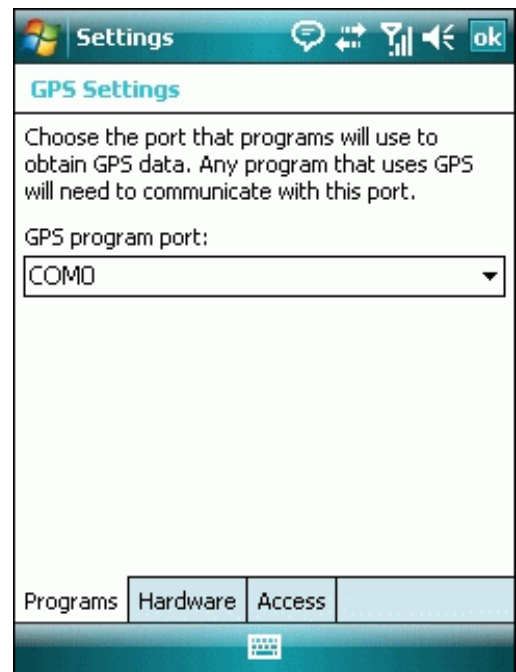 Settings
ok
GPS Settings
Choose the port that programs will use to
obtain GPS data. Any program that uses GPS
will need to communicate with this port.
GPS program port:
COM0
Programs
Hardware
Access